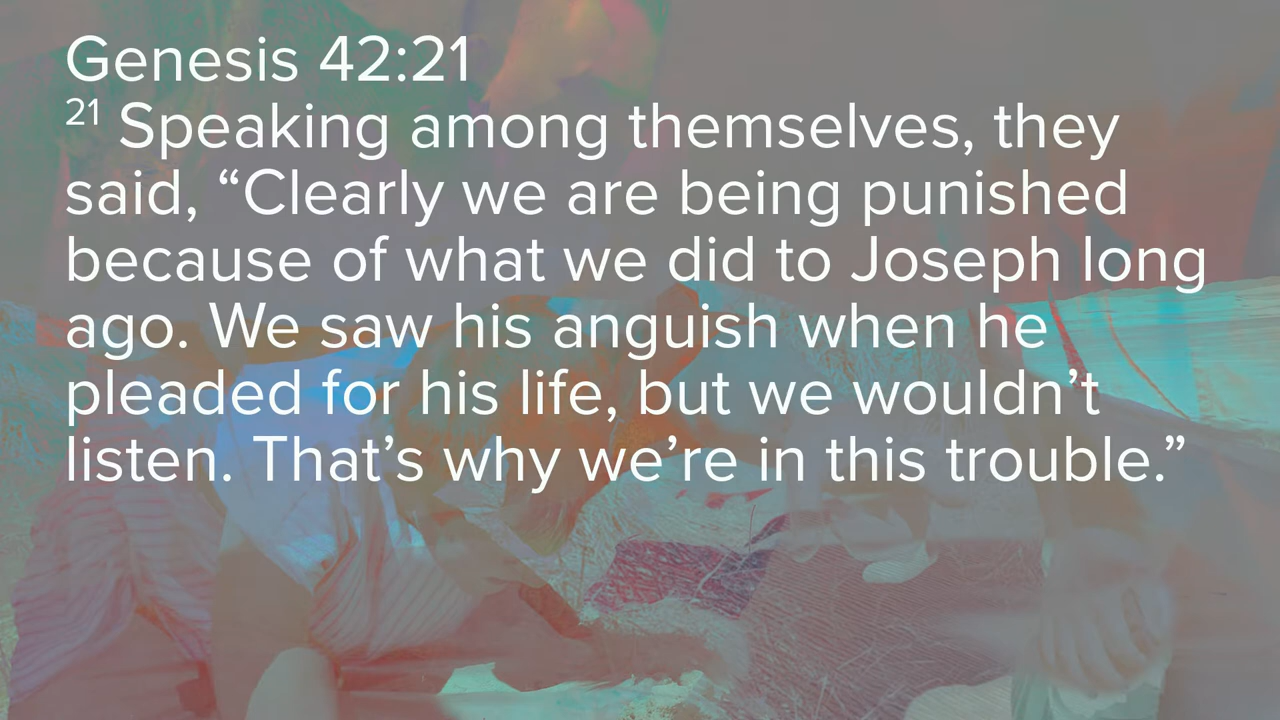 Genesis 42:21
21 Speaking among themselves, they
said, “Clearly we are being punished
because of what we did to Joseph long
ago. We saw his anguish when he
pleaded for his life, but we wouldn’t
listen. That’s why we’re in this trouble.”